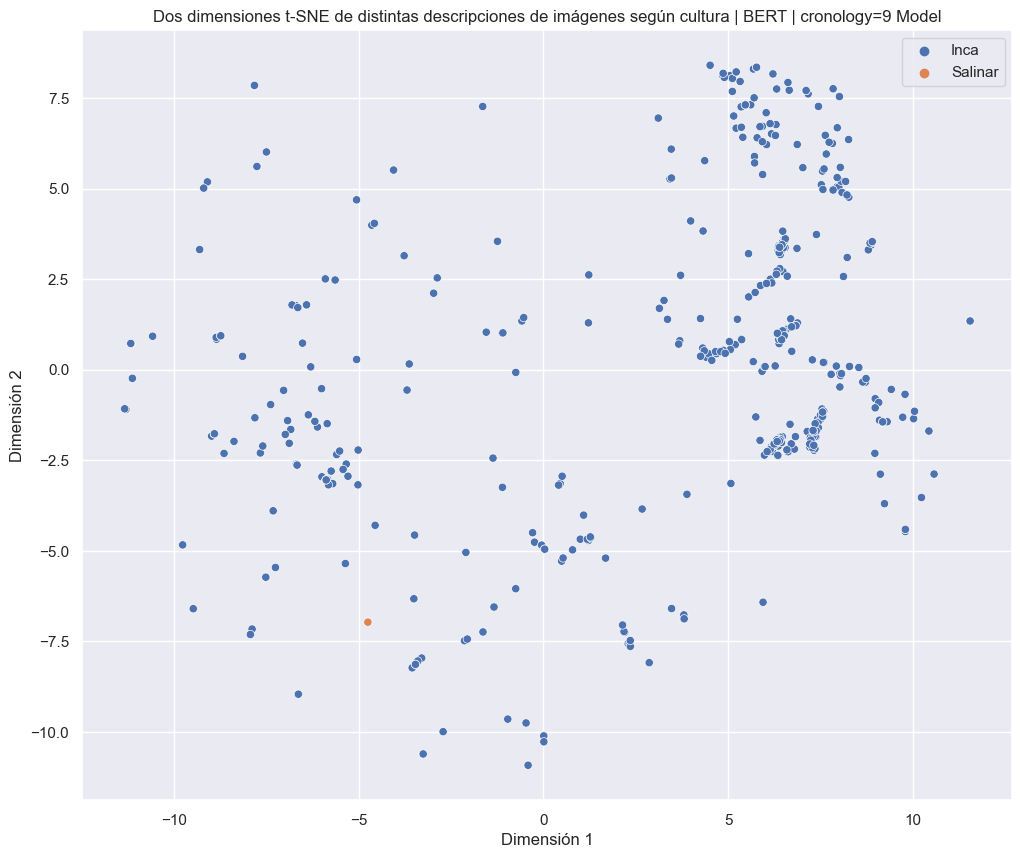 Dos dimensiones t-SNE de distintas descripciones de imágenes según cultura | BERT | cronology=9 Model
Inca
Salinar
7.5
5.0
2.5
0.0
−2.5
−5.0
−7.5
−10.0
Dimensión 2
−10
−5
0
5
10
Dimensión 1